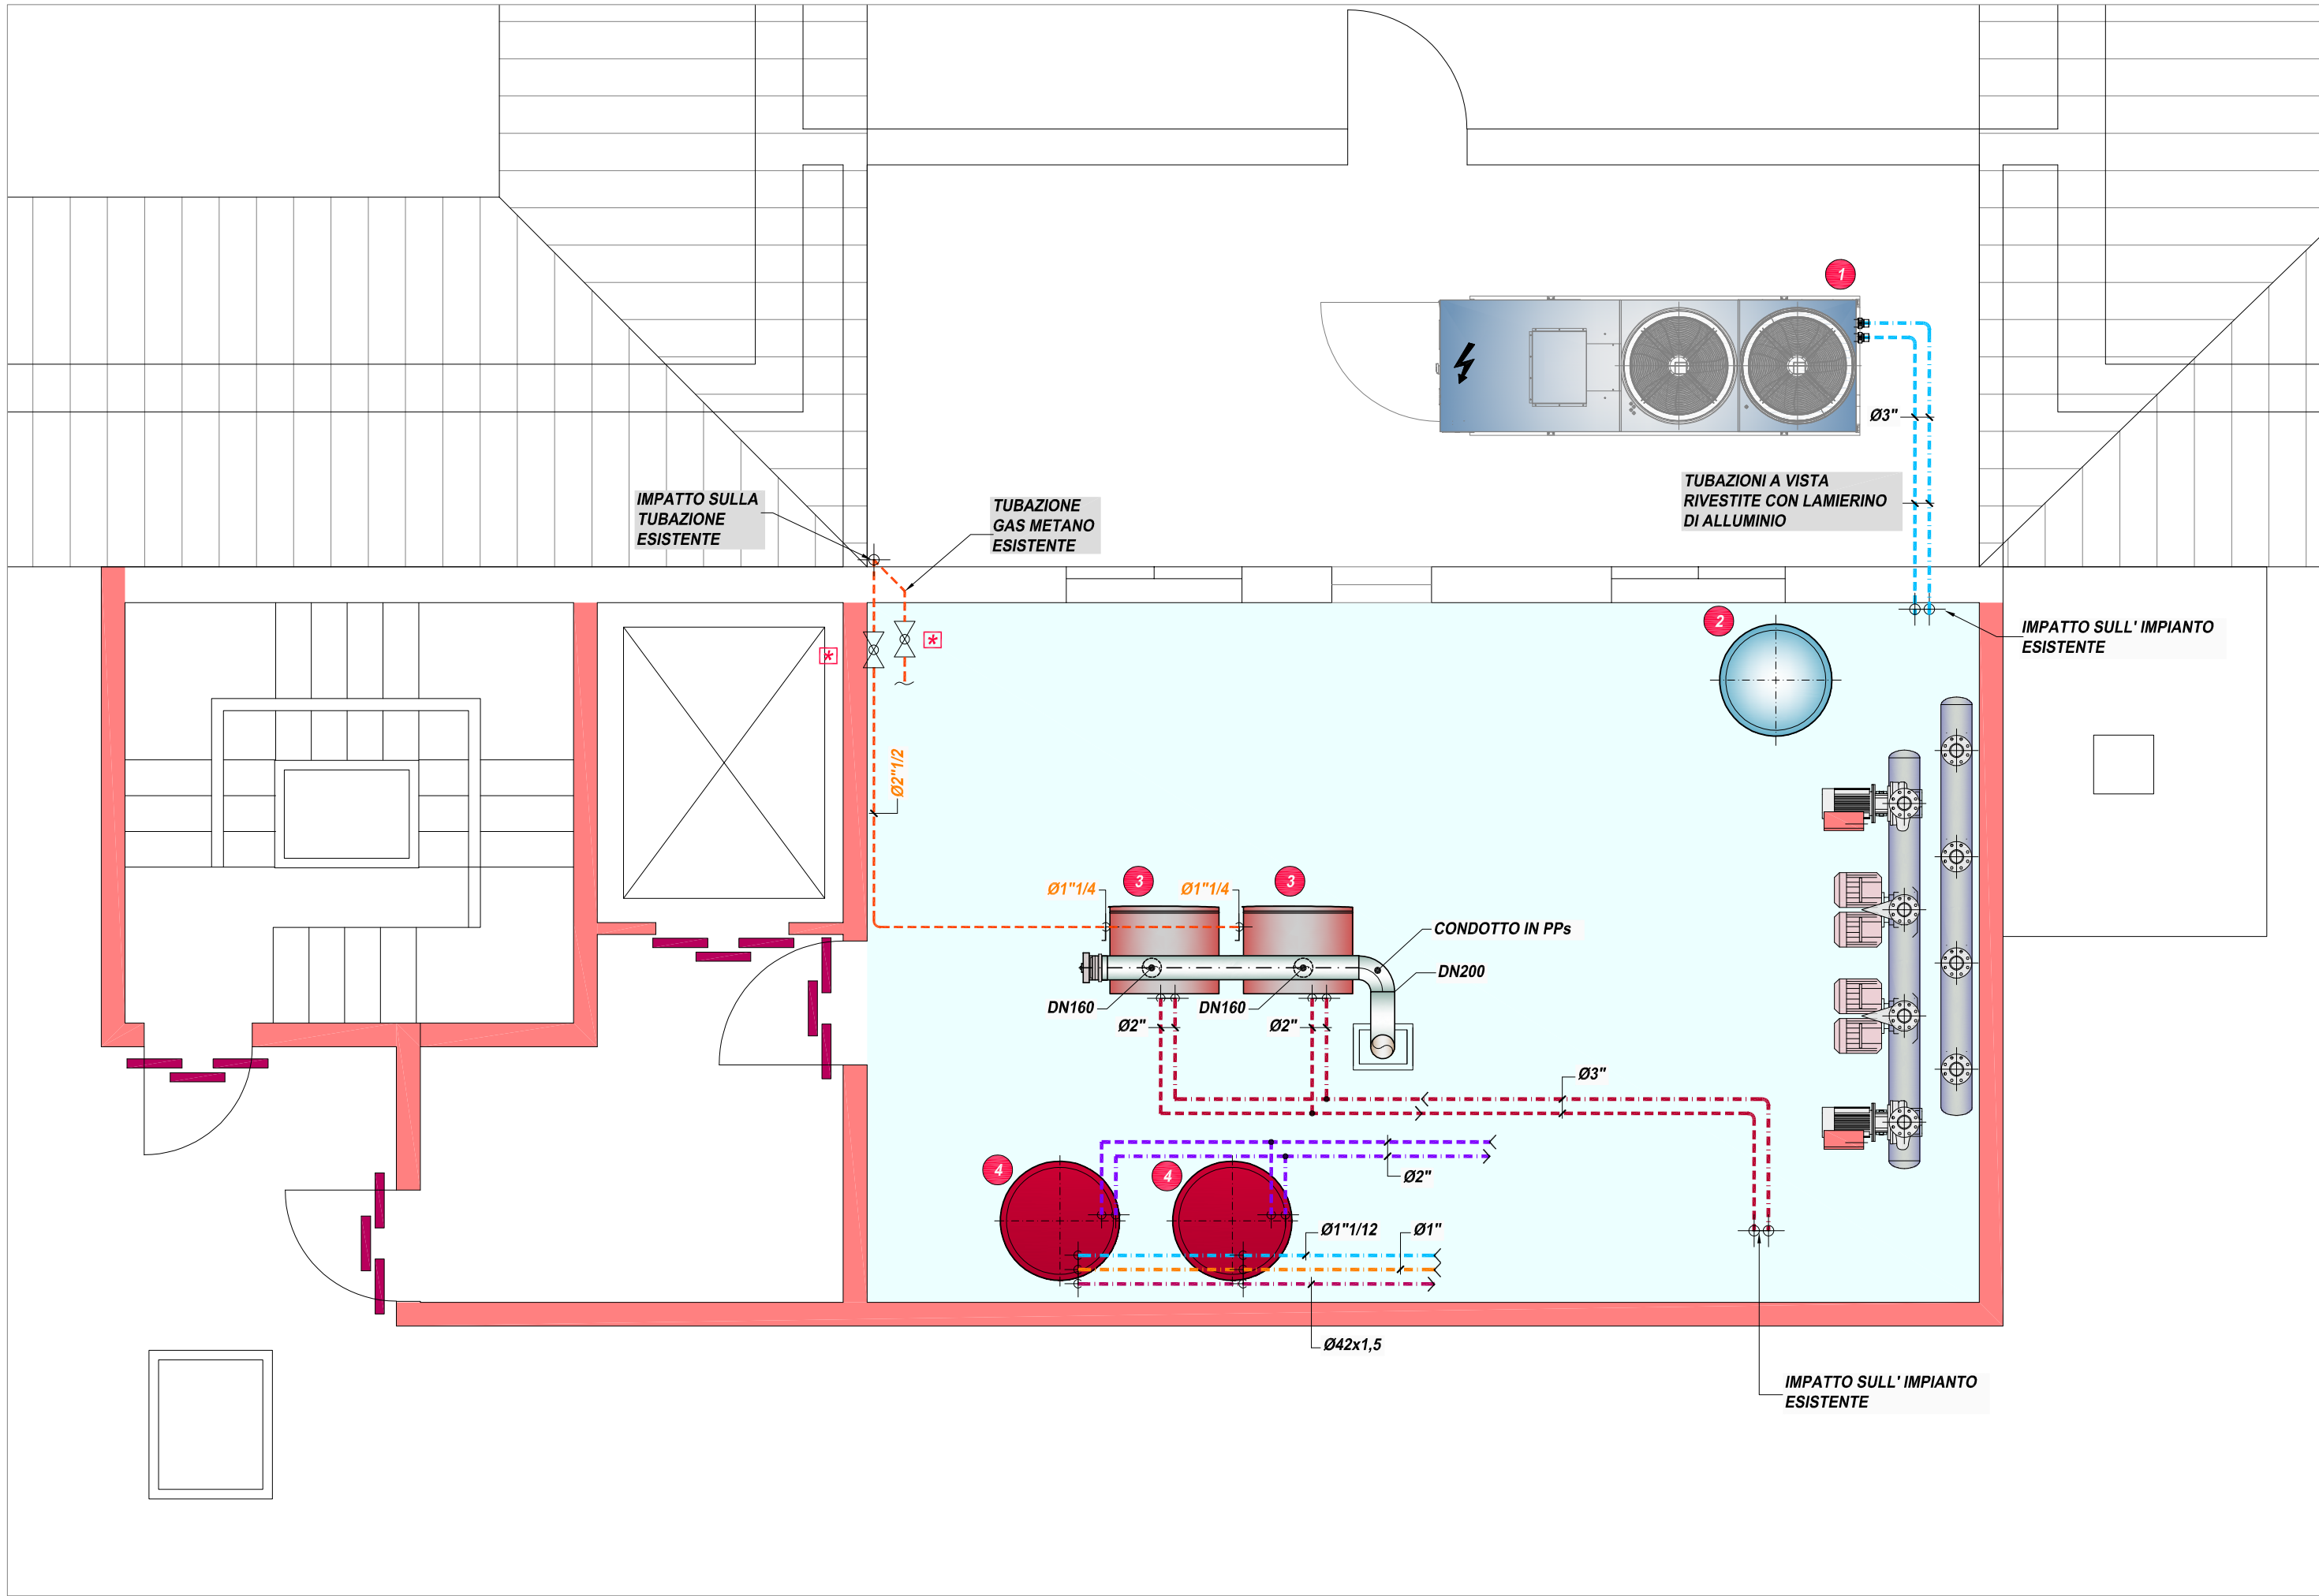 1
Ø3"
TUBAZIONI A VISTA
RIVESTITE CON LAMIERINO
DI ALLUMINIO
IMPATTO SULLA
TUBAZIONE
ESISTENTE
TUBAZIONE
GAS METANO
ESISTENTE
2
IMPATTO SULL' IMPIANTO
ESISTENTE
*
*
Ø2"1/2
Ø1"1/4
3
Ø1"1/4
3
CONDOTTO IN PPs
DN200
DN160
DN160
Ø2"
Ø2"
Ø3"
4
4
Ø2"
Ø1"1/12
Ø1"
Ø42x1,5
IMPATTO SULL' IMPIANTO
ESISTENTE